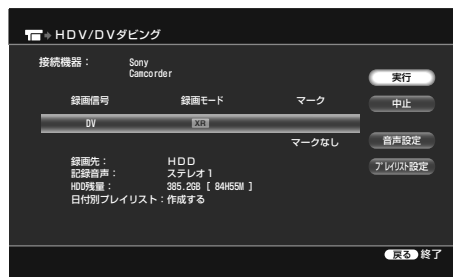 HDV/DVダビング
接続機器： Sony
Camcorder
実行
録画信号 録画モード マーク
中止
DV XR
マークなし
音声設定
録画先： HDD
プレイリスト設定
記録音声： ステレオ1
HDD残量： 385.2GB [ 84H55M ]
日付別プレイリスト：作成する
戻る 終了